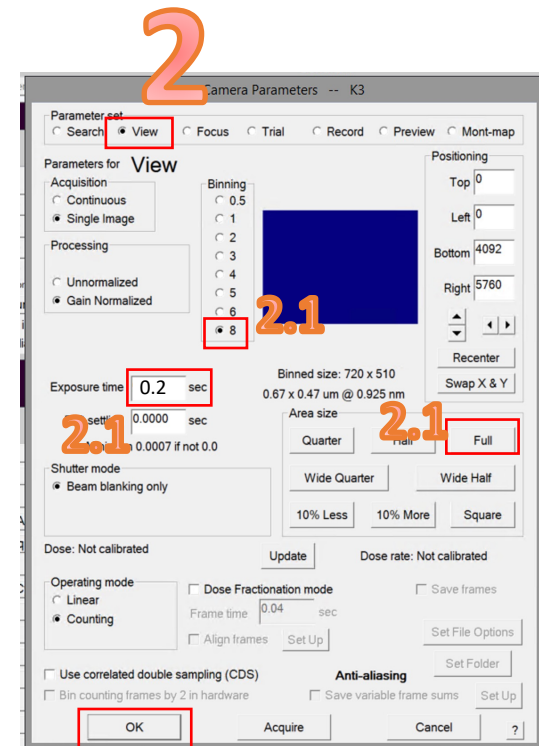 2
Camera Parameters -- K3
Parameter set
Search View Focus Trial Record Preview Mont-map
Parameters for View
Acquisition
Continuous
Single Image
Processing
Unnormalized
Gain Normalized
Binning
0.5
1
2
3
4
5
6
8
2.1
Positioning
Top 0
Left 0
Bottom 4092
Right 5760
Recenter
Swap X & Y
Binned size: 720 x 510
0.67 x 0.47 um @ 0.925 nm
Exposure time 0.2 sec
0.0000 sec
2.1
0.0007 if not 0.0
Shutter mode
Beam blanking only
Area size
Quarter Half Full
2.1
Wide Quarter Wide Half
10% Less 10% More Square
Dose: Not calibrated Update Dose rate: Not calibrated
Operating mode
Linear
Counting
Dose Fractionation mode Save frames
Frame time 0.04 sec
Align frames Set Up Set File Options
Set Folder
Use correlated double sampling (CDS) Anti-aliasing
Bin counting frames by 2 in hardware Save variable frame sums Set Up
OK Acquire Cancel ?